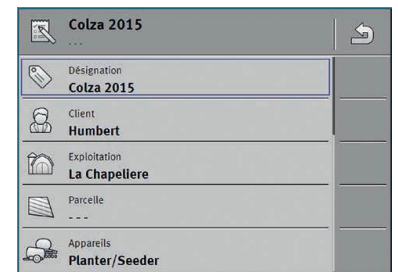 Colza 2015
---
Désignation
Colza 2015
Client
Humbert
Exploitation
La Chapeliere
Parcelle
---
Appareils
Planter/Seeder